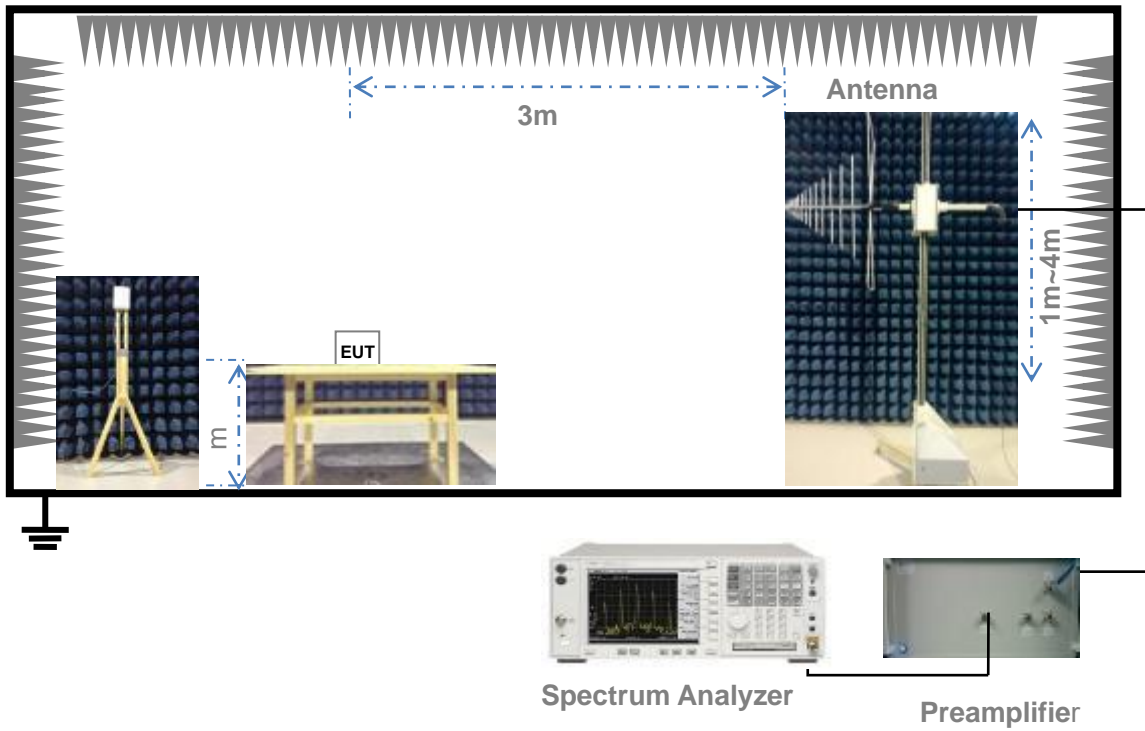 Antenna
3m
1m~4m
EUT
m
Spectrum Analyzer
Preamplifier